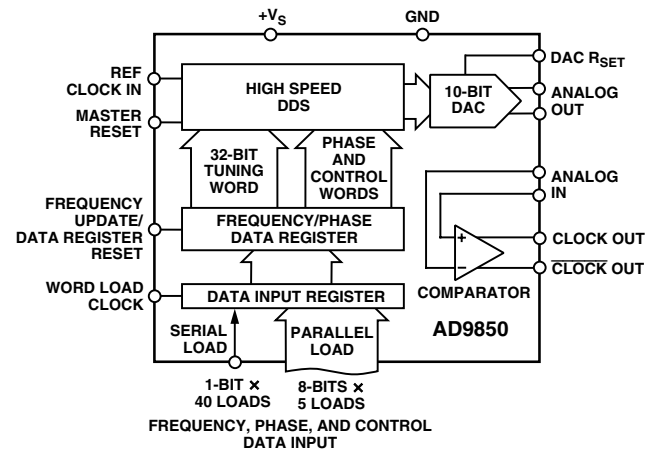 +VS
GND
REF
CLOCK IN
MASTER
RESET
HIGH SPEED
DDS
10-BIT
DAC
DAC RSET
ANALOG
OUT
32-BIT
TUNING
WORD
PHASE
AND
CONTROL
WORDS
ANALOG
IN
FREQUENCY
UPDATE/
DATA REGISTER
RESET
FREQUENCY/PHASE
DATA REGISTER
+
–
CLOCK OUT
CLOCK OUT
COMPARATOR
WORD LOAD
CLOCK
DATA INPUT REGISTER
SERIAL
LOAD
PARALLEL
LOAD
AD9850
1-BIT ×
40 LOADS
8-BITS ×
5 LOADS
FREQUENCY, PHASE, AND CONTROL
DATA INPUT